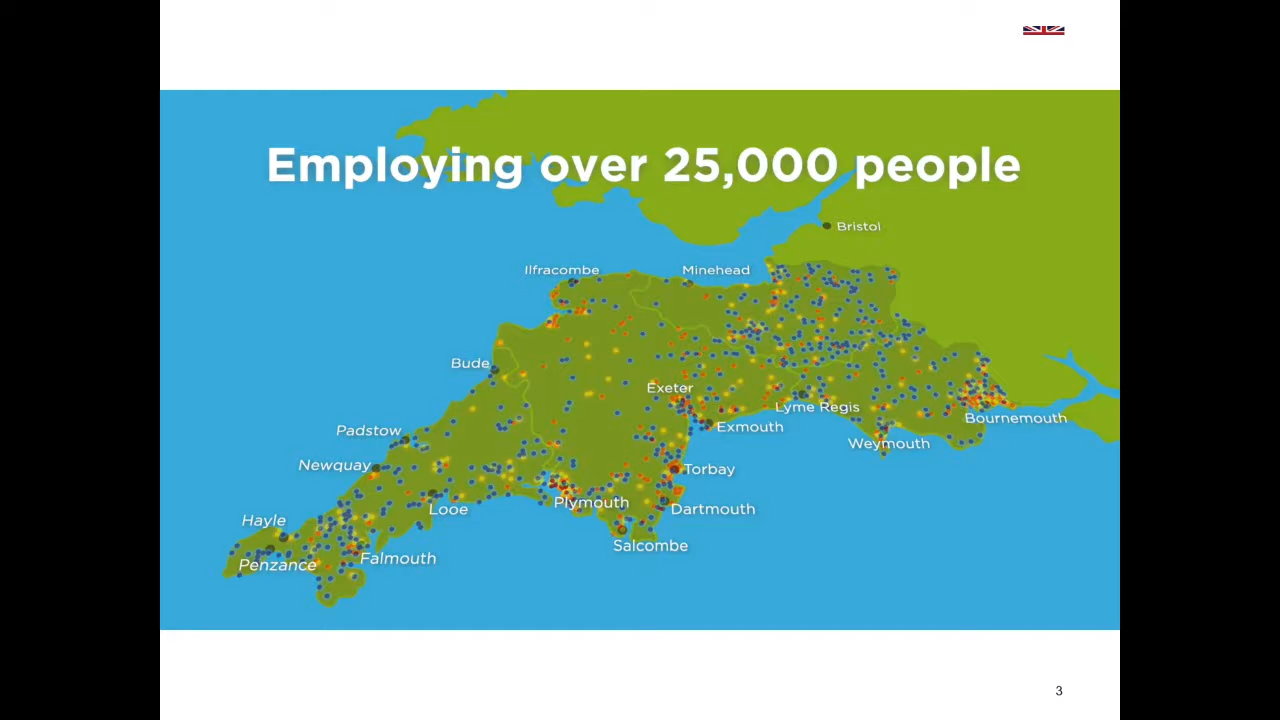 Employing over 25,000 people
Bristol
Ilfracombe
Minehead
Bude
Exeter
Lyme Regis
Bournemouth
Exmouth
Padstow
Weymouth
Newquay
Torbay
Plymouth
Looe
Dartmouth
Hayle
Salcombe
Falmouth
Penzance
3